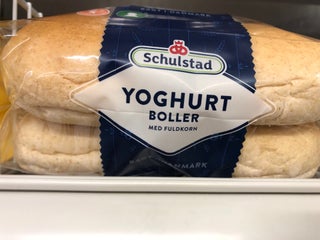 Schulstad
YOGHURT
BOLLER
MED FULDKORN